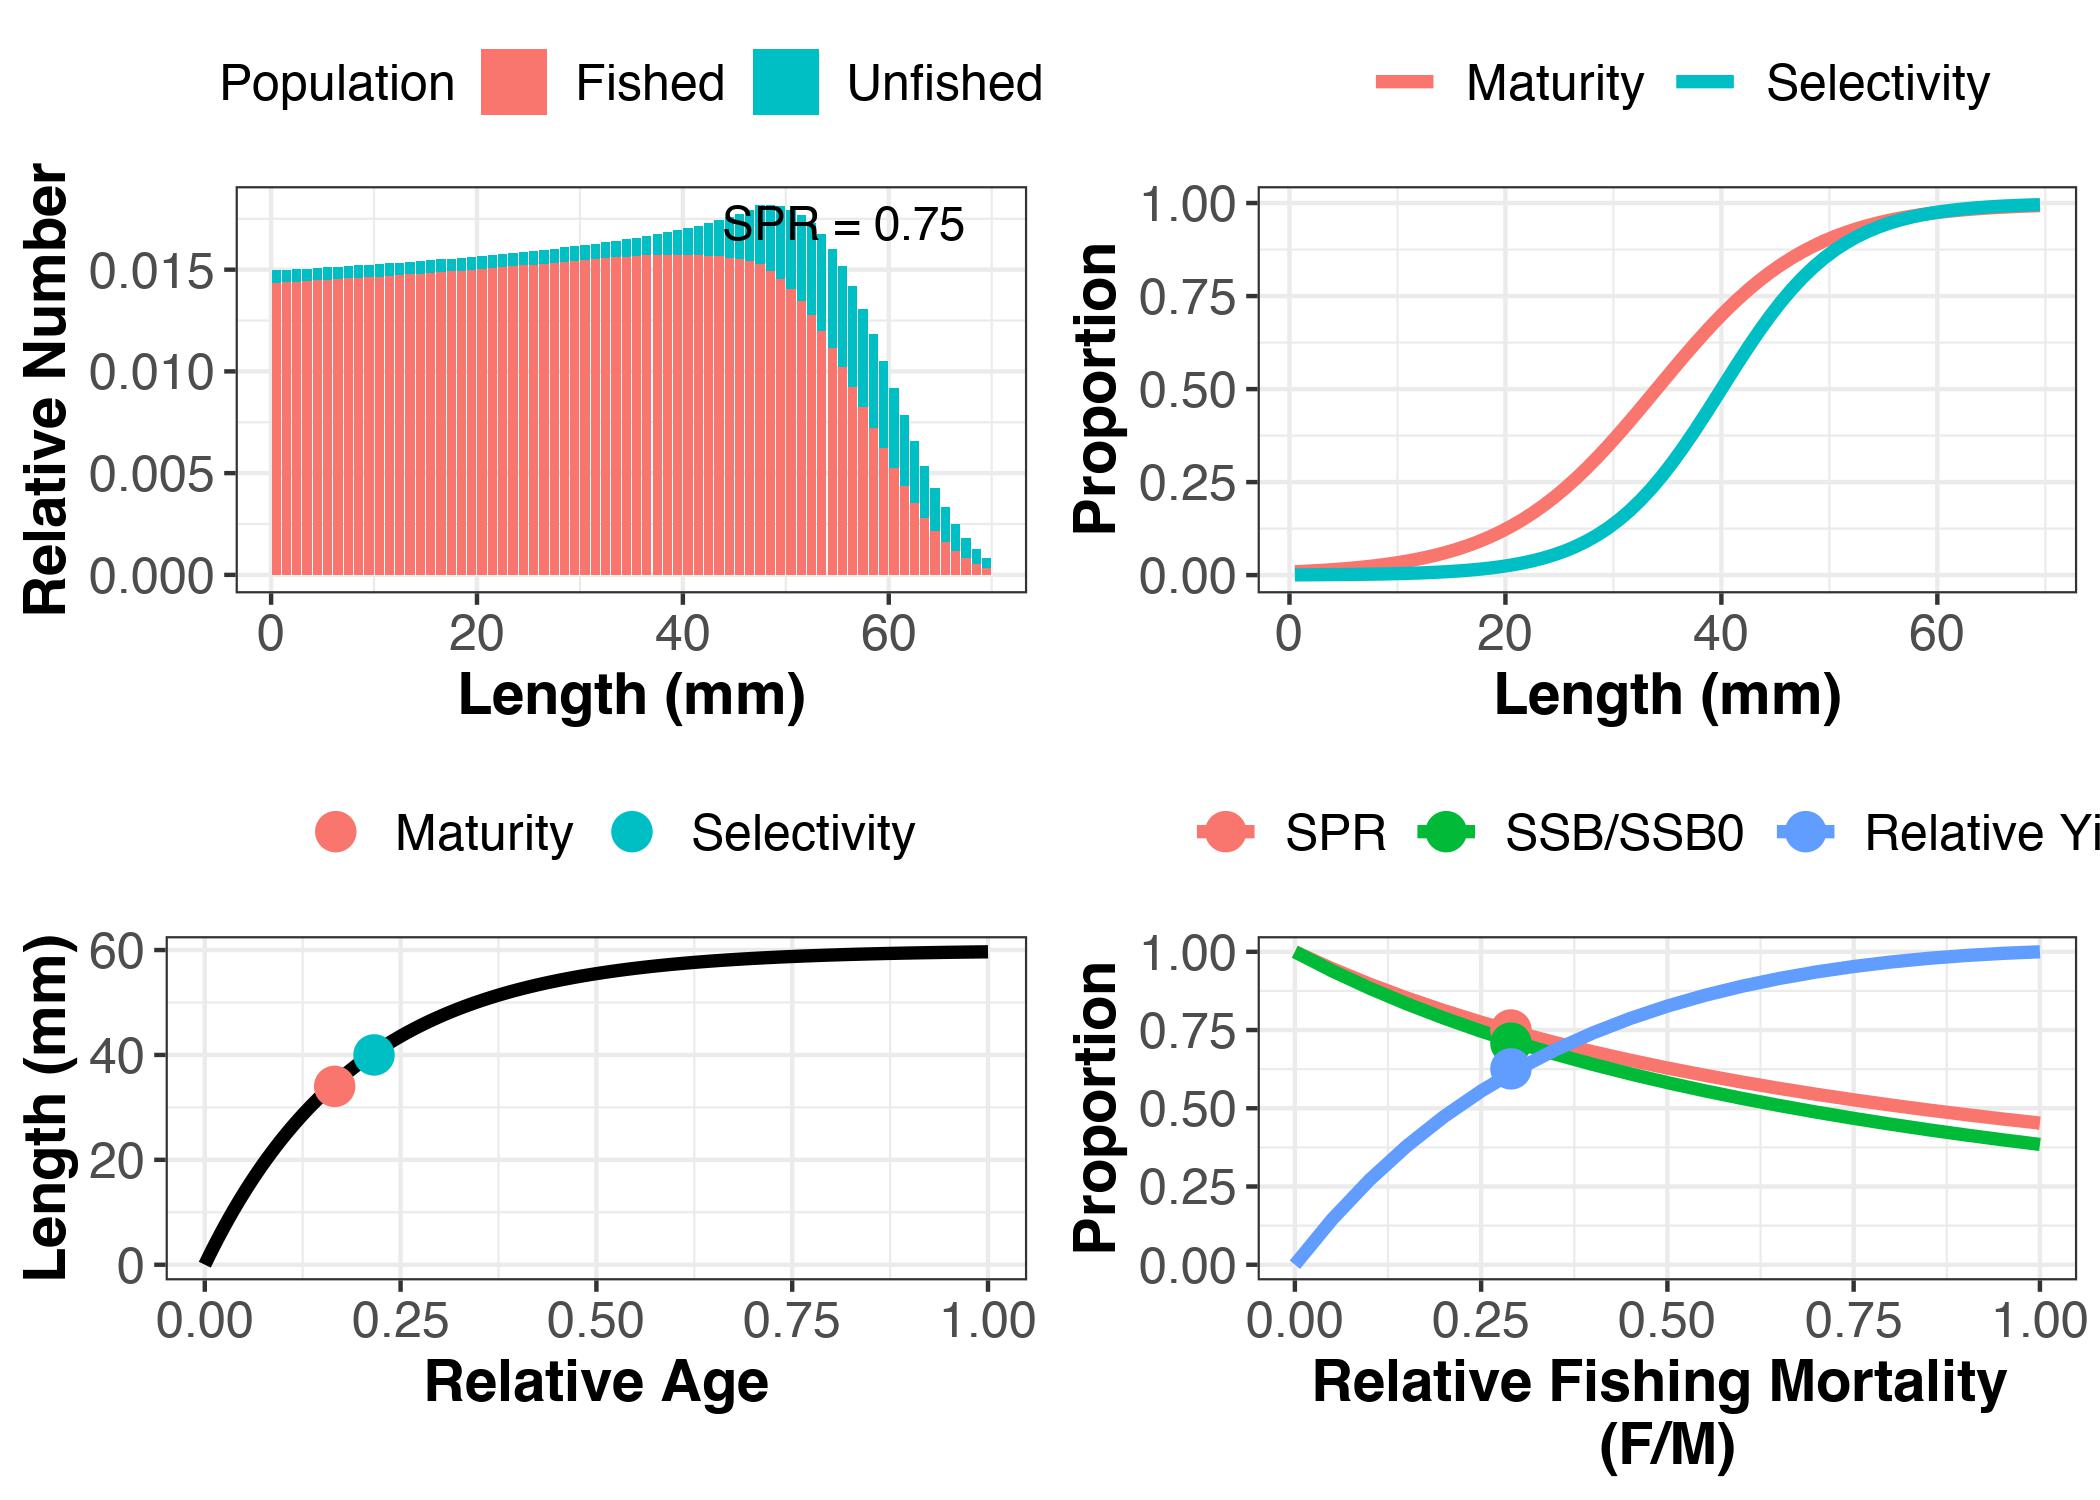 Population Fished Unfished
SPR = 0.75
Relative Number
0.015
0.010
0.005
0.000
0 20 40 60
Length (mm)
Maturity Selectivity
Proportion
1.00
0.75
0.50
0.25
0.00
0 20 40 60
Length (mm)
Maturity Selectivity
Length (mm)
60
40
20
0
0.00 0.25 0.50 0.75 1.00
Relative Age
SPR SSB/SSB0 Relative Yi
Proportion
1.00
0.75
0.50
0.25
0.00
0.00 0.25 0.50 0.75 1.00
Relative Fishing Mortality
(F/M)